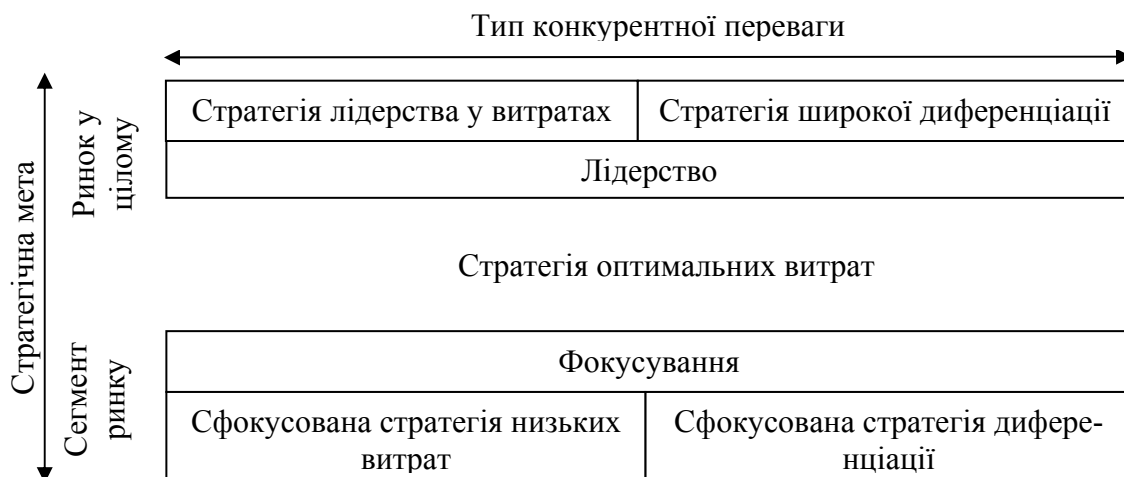 Тип конкурентної переваги
Стратегічна мета
Ринок у
цілому
Стратегія лідерства у витратах
Стратегія широкої диференціації
Лідерство
Стратегія оптимальних витрат
Сегмент
ринку
Фокусування
Сфокусована стратегія низьких
витрат
Сфокусована стратегія дифере-
нціації